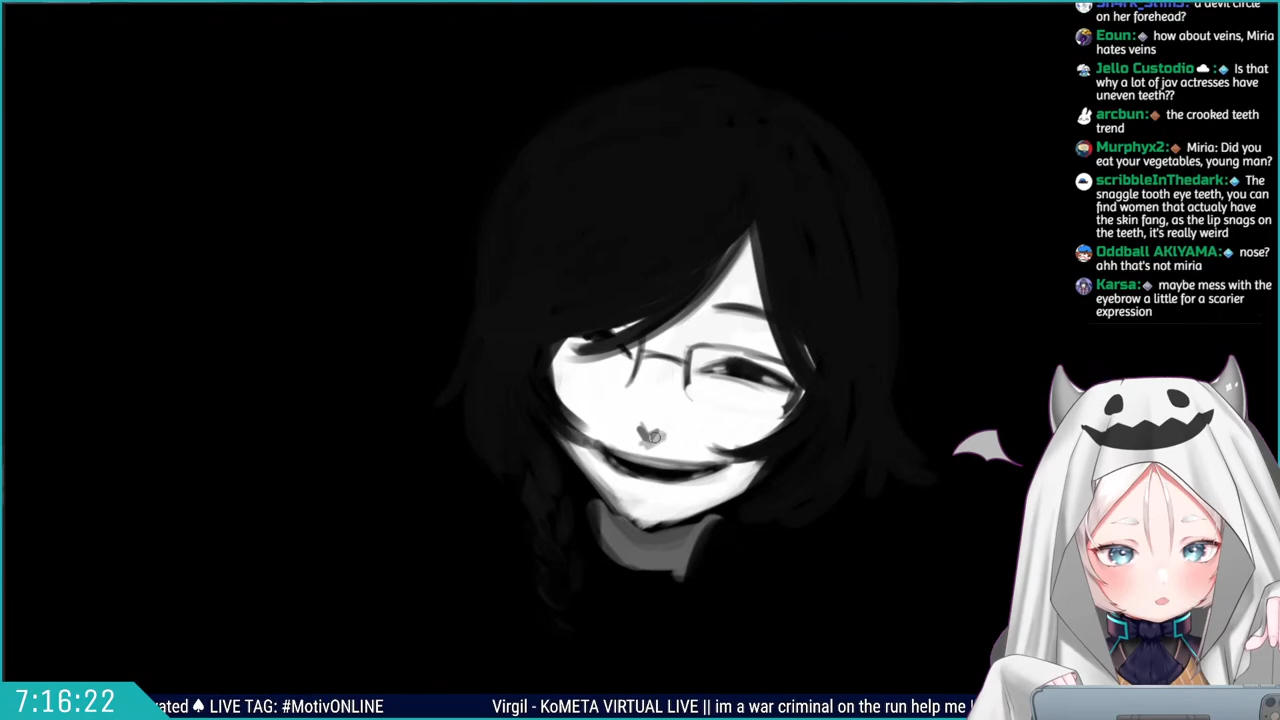 on her forehead?
Eoun: how about veins, Miria
hates veins
Jello Custodio : Is that
why a lot of jav actresses have
uneven teeth??
arcbun: the crooked teeth
trend
Murphyx2: Miria: Did you
eat your vegetables, young man?
scribbleInThedark: The
snaggle tooth eye teeth, you can
find women that actualy have
the skin fang, as the lip snags on
the teeth, it's really weird
Oddball AKIYAMA: nose?
ahh that's not miria
Karsa: maybe mess with the
eyebrow a little for a scarier
expression
7:16:22
LIVE TAG: #MotivONLINE Virgil - KoMETA VIRTUAL LIVE || im a war criminal on the run help me